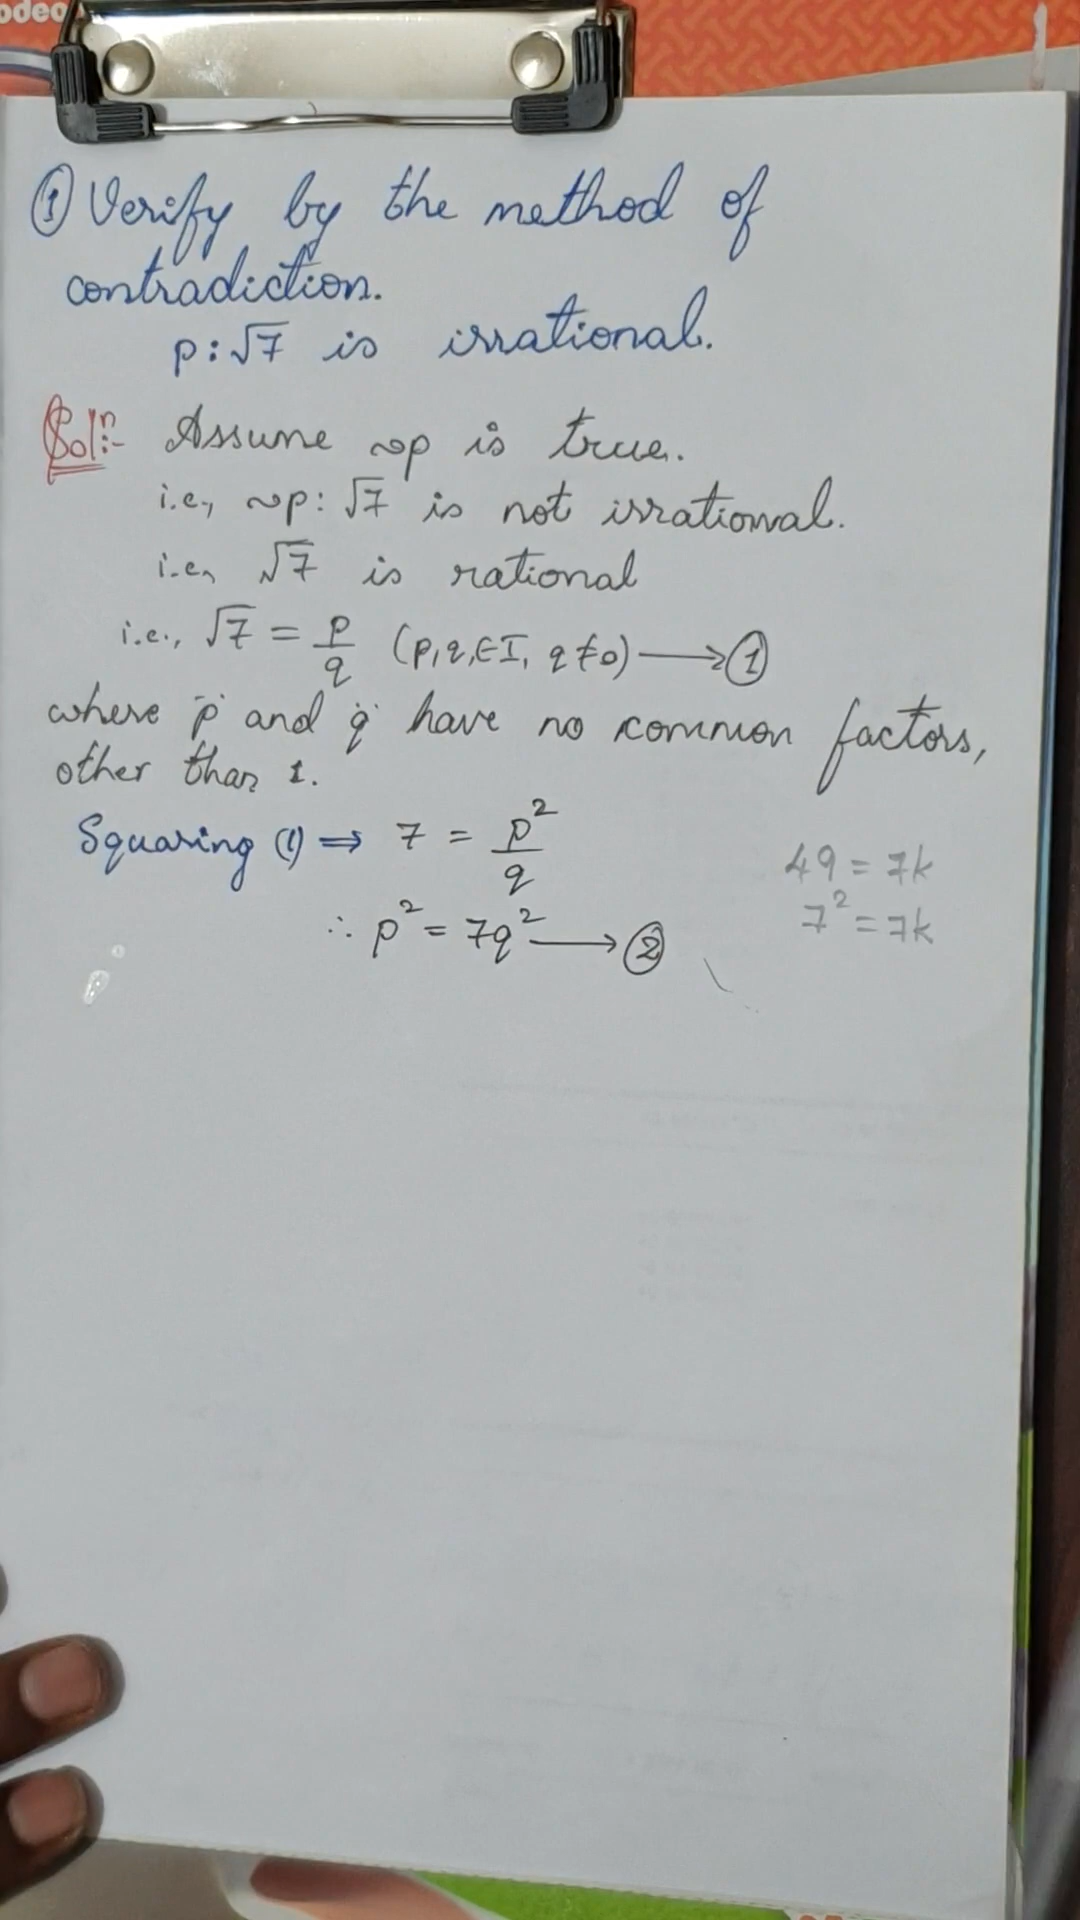 odeo
① Verify by the method of
contradiction.
p: √7 is irrational.
Solⁿ:- Assume ~p is true.
i.e., ~p: √7 is not irrational.
i.e., √7 is rational
i.e., √7 = p/q (p, q, ∈ I, q ≠ 0) ⟶ ①
where 'p' and 'q' have no common factors,
other than 1.
Squaring (1) ⇒ 7 = p²/q
∴ p² = 7q² ⟶ ②
49 = 7k
7² = 7k